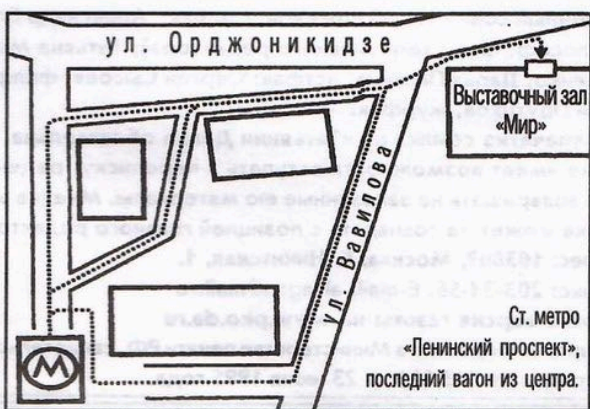 ул. Орджоникидзе
Выставочный зал
«Мир»
ул. Вавилова
М
Ст. метро
«Ленинский проспект»,
последний вагон из центра.